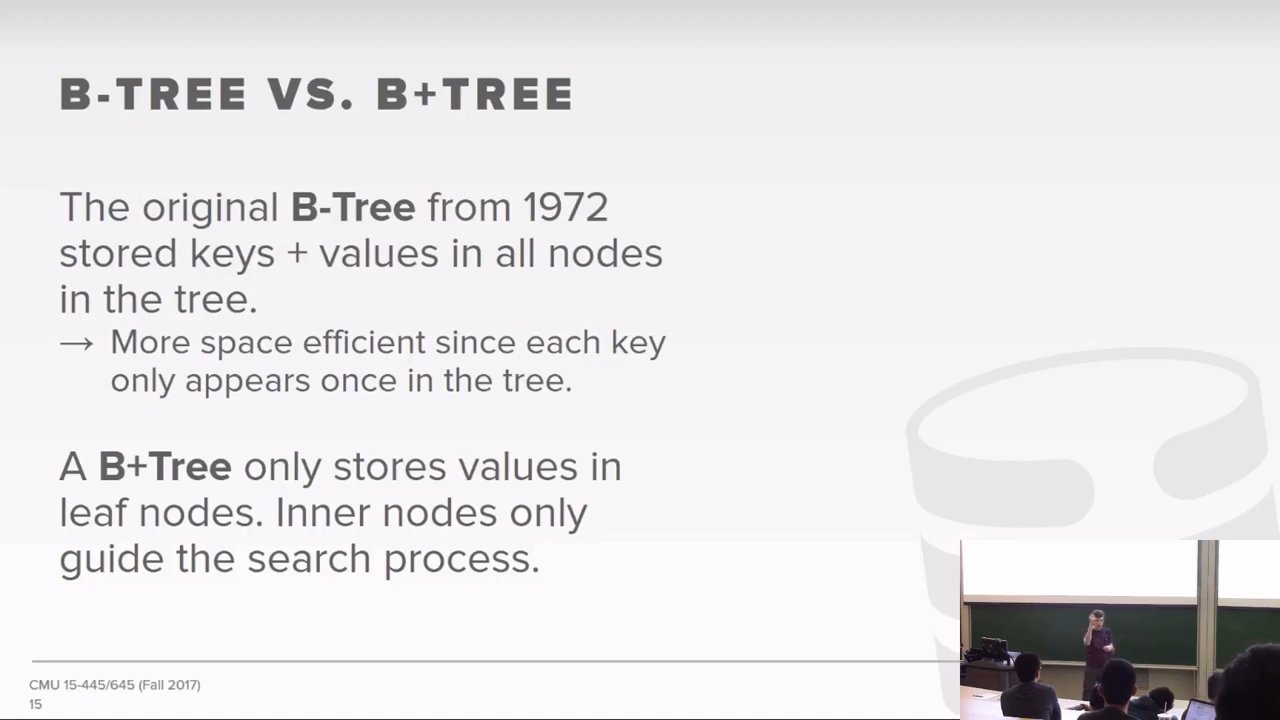 B-TREE VS. B+TREE
The original B-Tree from 1972
stored keys + values in all nodes
in the tree.
→ More space efficient since each key
only appears once in the tree.
A B+Tree only stores values in
leaf nodes. Inner nodes only
guide the search process.
CMU 15-445/645 (Fall 2017)
15